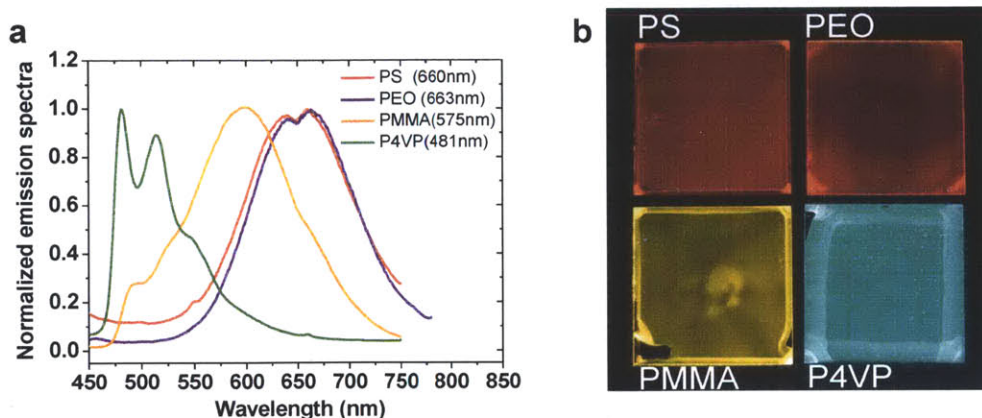 a
Normalized emission spectra
1.2
1.0
0.8
0.6
0.4
0.2
0.0
450 500 550 600 650 700 750 800 850
Wavelength (nm)
PS (660nm)
PEO (663nm)
PMMA(575nm)
P4VP(481nm)
b
PS PEO
PMMA P4VP